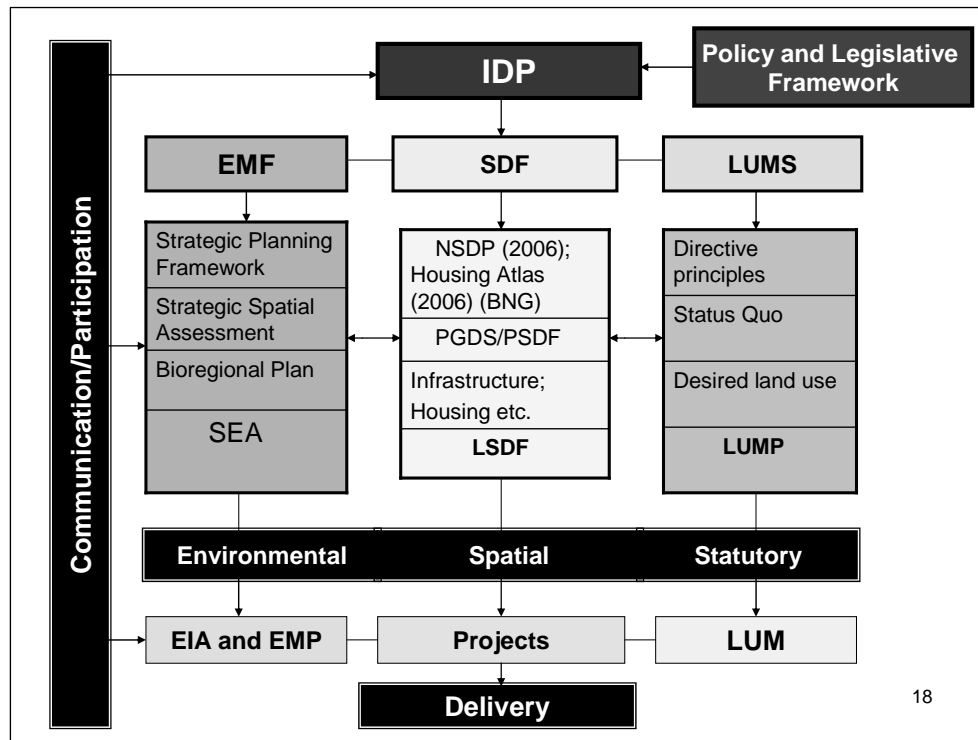 Communication/Participation
IDP
Policy and Legislative
Framework
EMF
SDF
LUMS
Strategic Planning
Framework
Strategic Spatial
Assessment
Bioregional Plan
SEA
NSDP (2006);
Housing Atlas
(2006) (BNG)
PGDS/PSDF
Infrastructure;
Housing etc.
LSDF
Directive
principles
Status Quo
Desired land use
LUMP
Environmental
Spatial
Statutory
EIA and EMP
Projects
LUM
Delivery
18